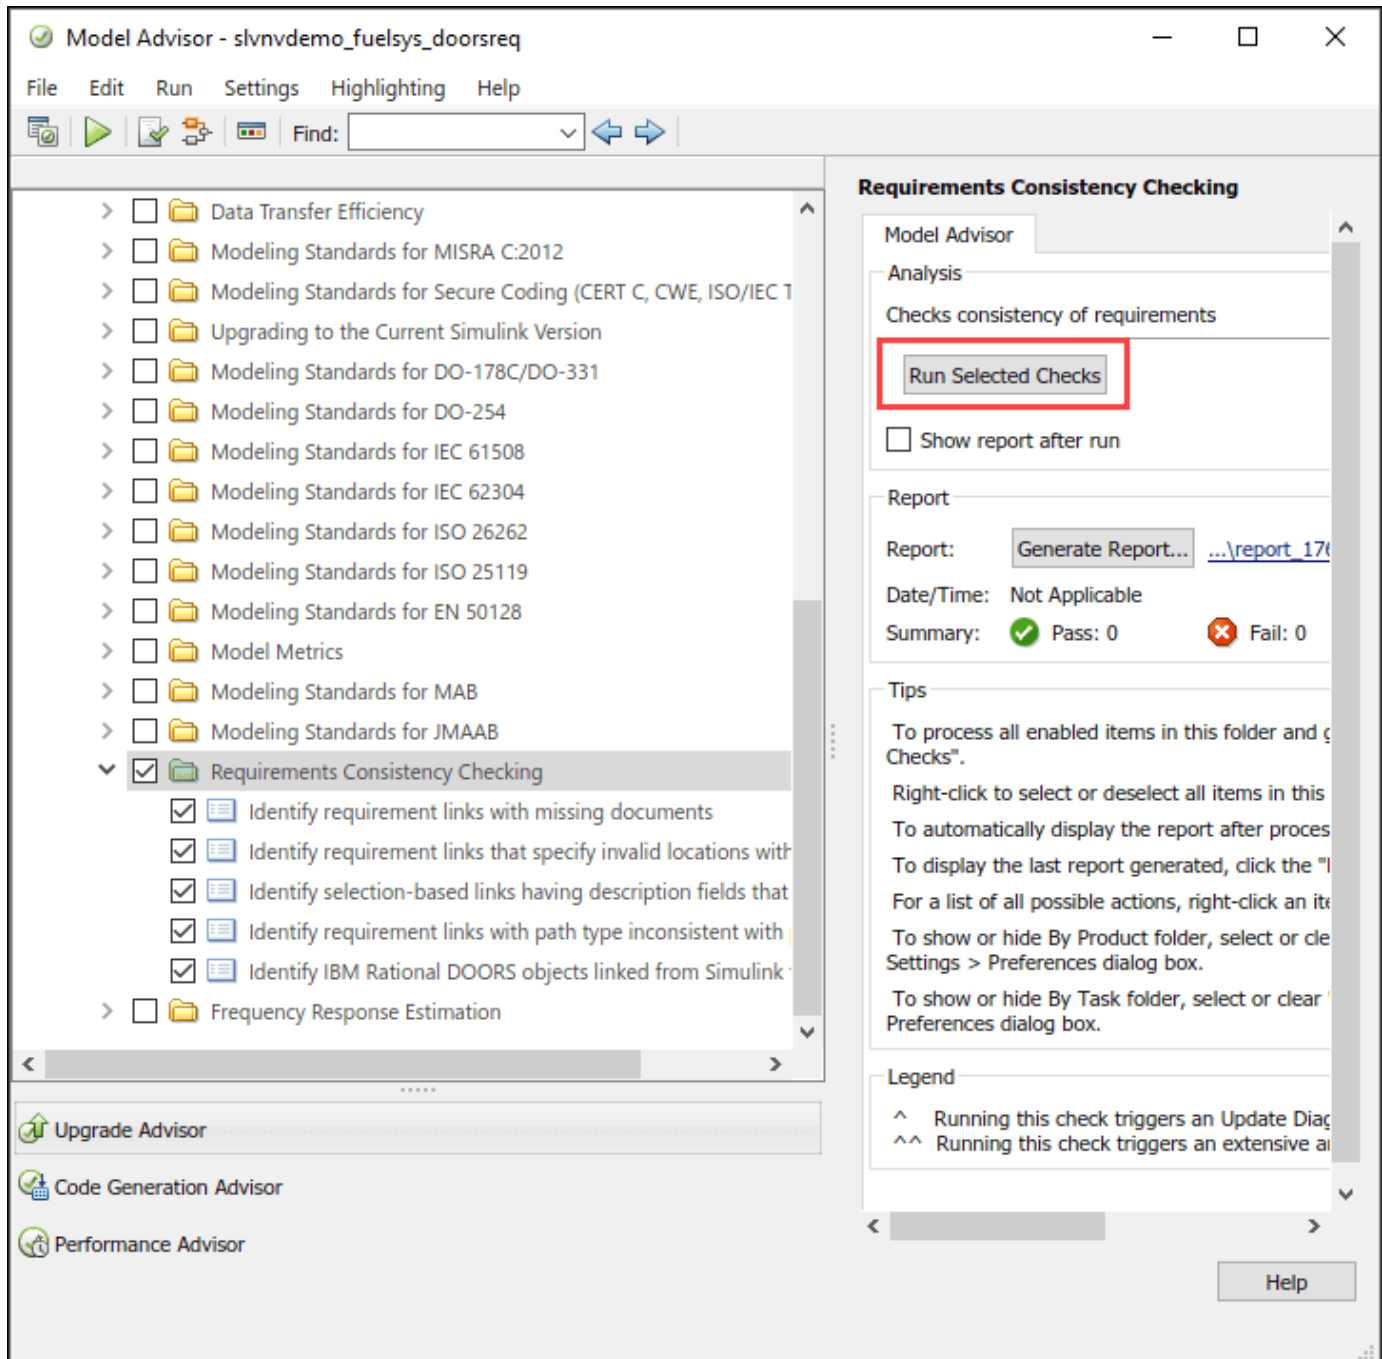 Model Advisor - slvnvdemo_fuelsys_doorsreq
File Edit Run Settings Highlighting Help
Find:
Data Transfer Efficiency
Modeling Standards for MISRA C:2012
Modeling Standards for Secure Coding (CERT C, CWE, ISO/IEC T
Upgrading to the Current Simulink Version
Modeling Standards for DO-178C/DO-331
Modeling Standards for DO-254
Modeling Standards for IEC 61508
Modeling Standards for IEC 62304
Modeling Standards for ISO 26262
Modeling Standards for ISO 25119
Modeling Standards for EN 50128
Model Metrics
Modeling Standards for MAB
Modeling Standards for JMAAB
Requirements Consistency Checking
Identify requirement links with missing documents
Identify requirement links that specify invalid locations with
Identify selection-based links having description fields that
Identify requirement links with path type inconsistent with
Identify IBM Rational DOORS objects linked from Simulink
Frequency Response Estimation
Upgrade Advisor
Code Generation Advisor
Performance Advisor
Requirements Consistency Checking
Model Advisor
Analysis
Checks consistency of requirements
Run Selected Checks
Show report after run
Report
Report: Generate Report... ...\report_176
Date/Time: Not Applicable
Summary: Pass: 0 Fail: 0
Tips
To process all enabled items in this folder and g
Checks".
Right-click to select or deselect all items in this
To automatically display the report after proces
To display the last report generated, click the "
For a list of all possible actions, right-click an ite
To show or hide By Product folder, select or cle
Settings > Preferences dialog box.
To show or hide By Task folder, select or clear
Preferences dialog box.
Legend
^ Running this check triggers an Update Diag
^^ Running this check triggers an extensive an
Help